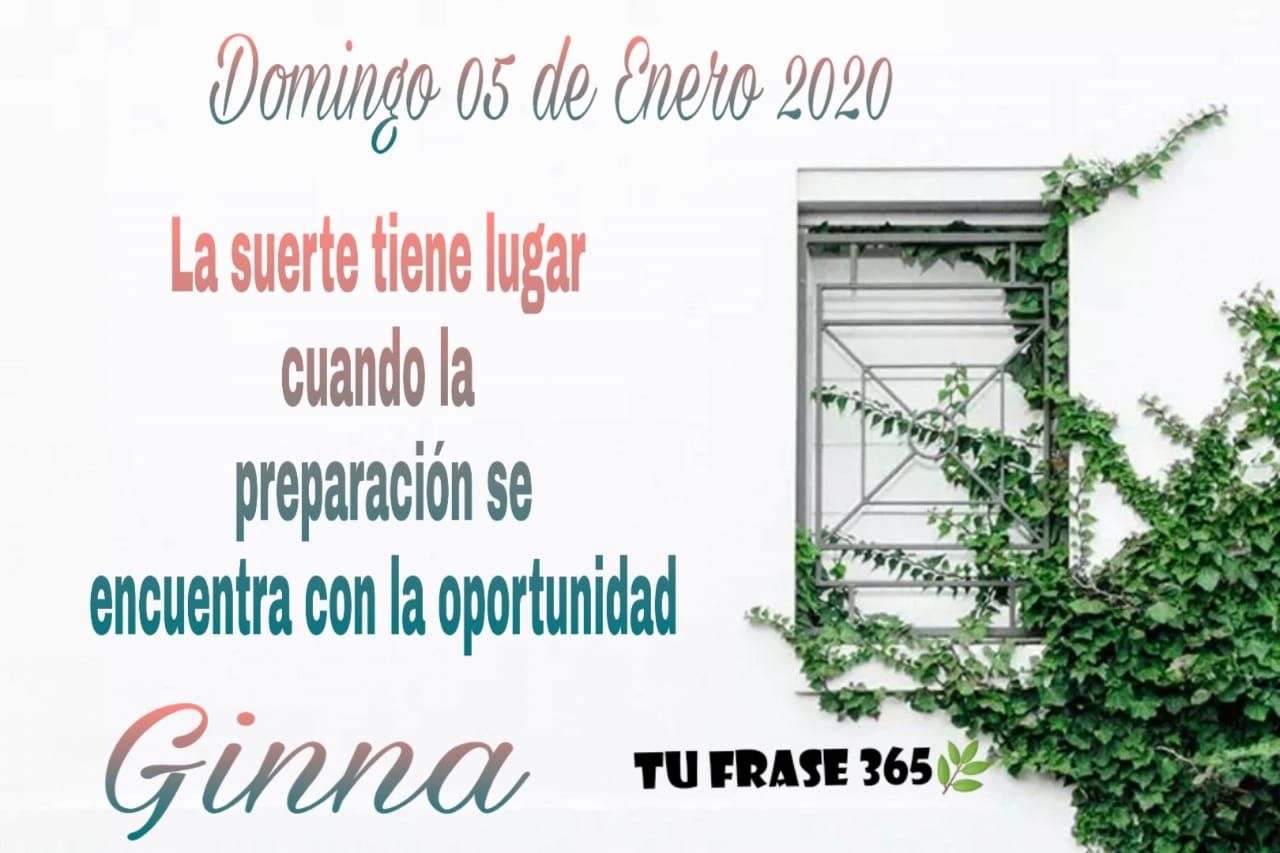 Domingo 05 de Enero 2020
La suerte tiene lugar
cuando la
preparación se
encuentra con la oportunidad
Ginna
TU FRASE 365